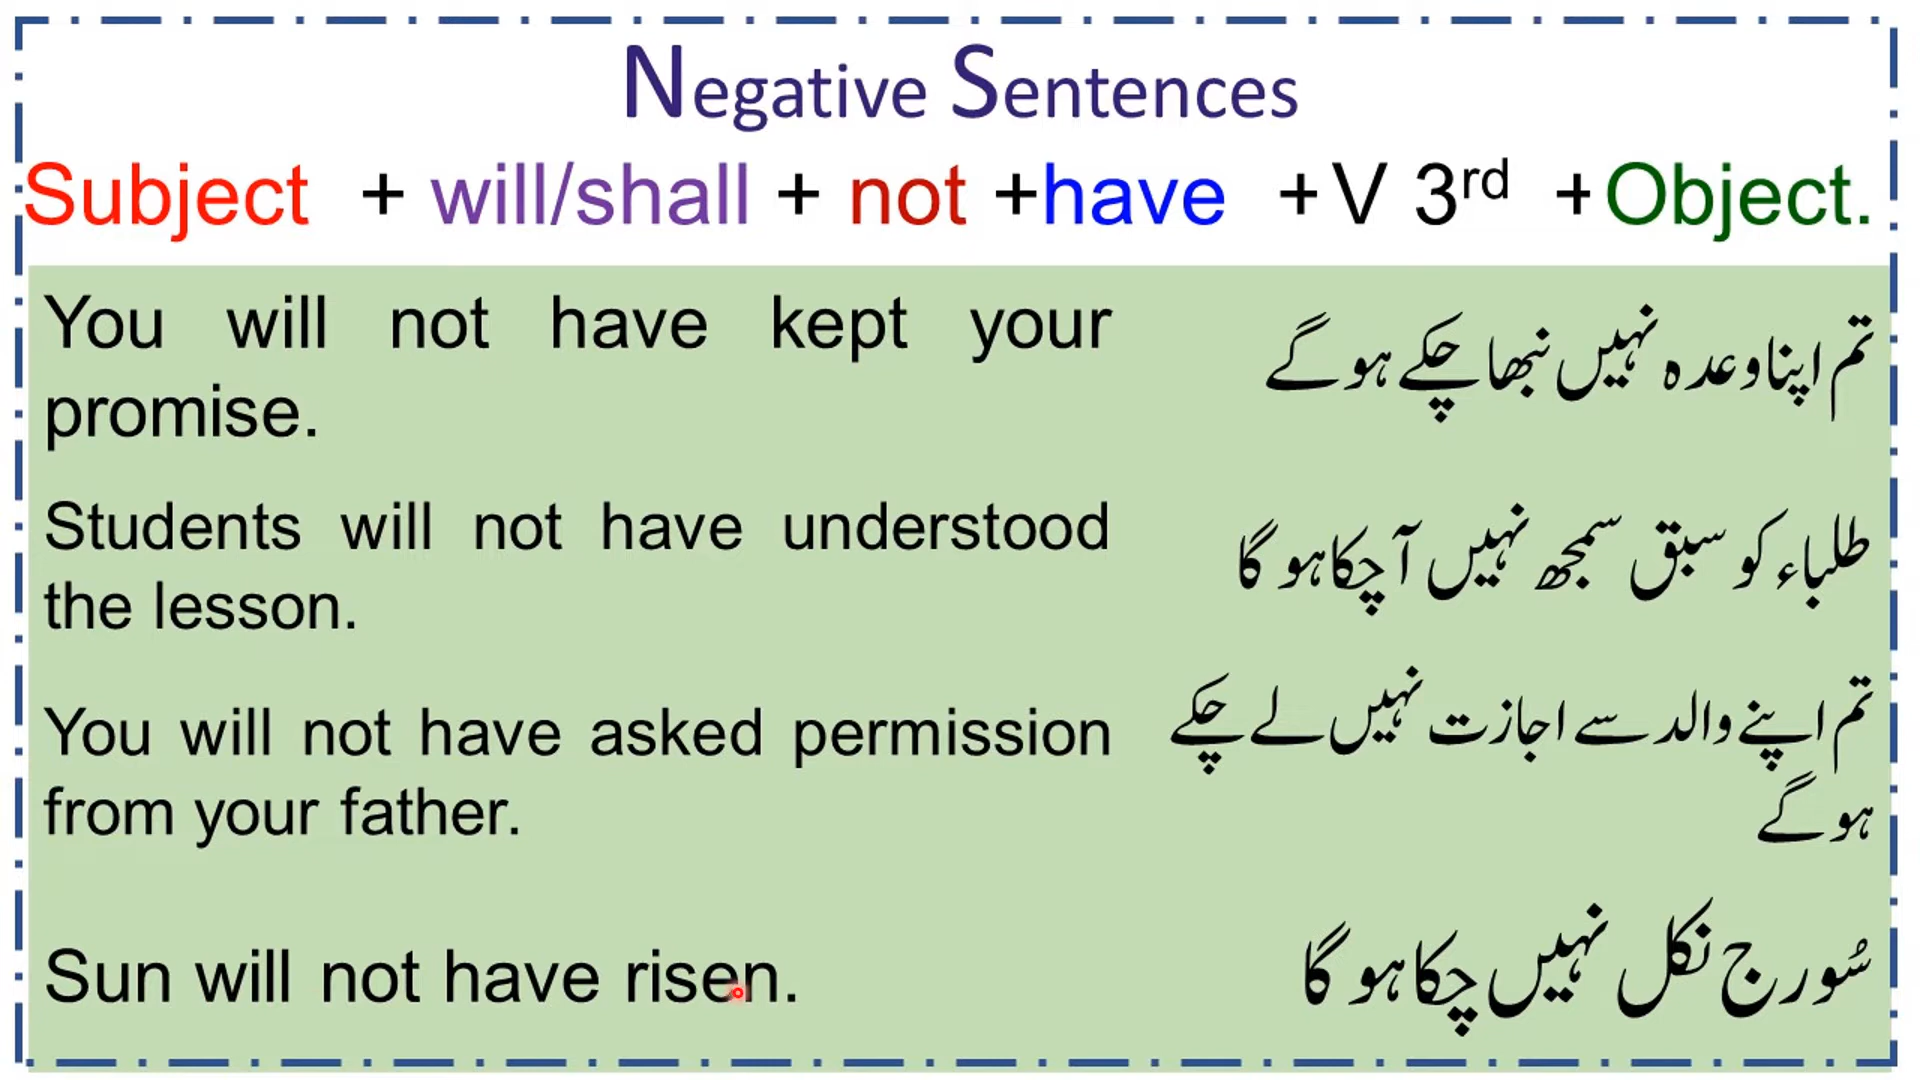 Negative Sentences
Subject + will/shall + not +have + V 3rd + Object.
You will not have kept your
promise.
تم اپنا وعدہ نہیں نبھا چکے ہو گے
Students will not have understood
the lesson.
طلباء کو سبق سمجھ نہیں آ چکا ہو گا
You will not have asked permission
from your father.
تم اپنے والد سے اجازت نہیں لے چکے
ہو گے
Sun will not have risen.
سُورج نکل نہیں چکا ہو گا